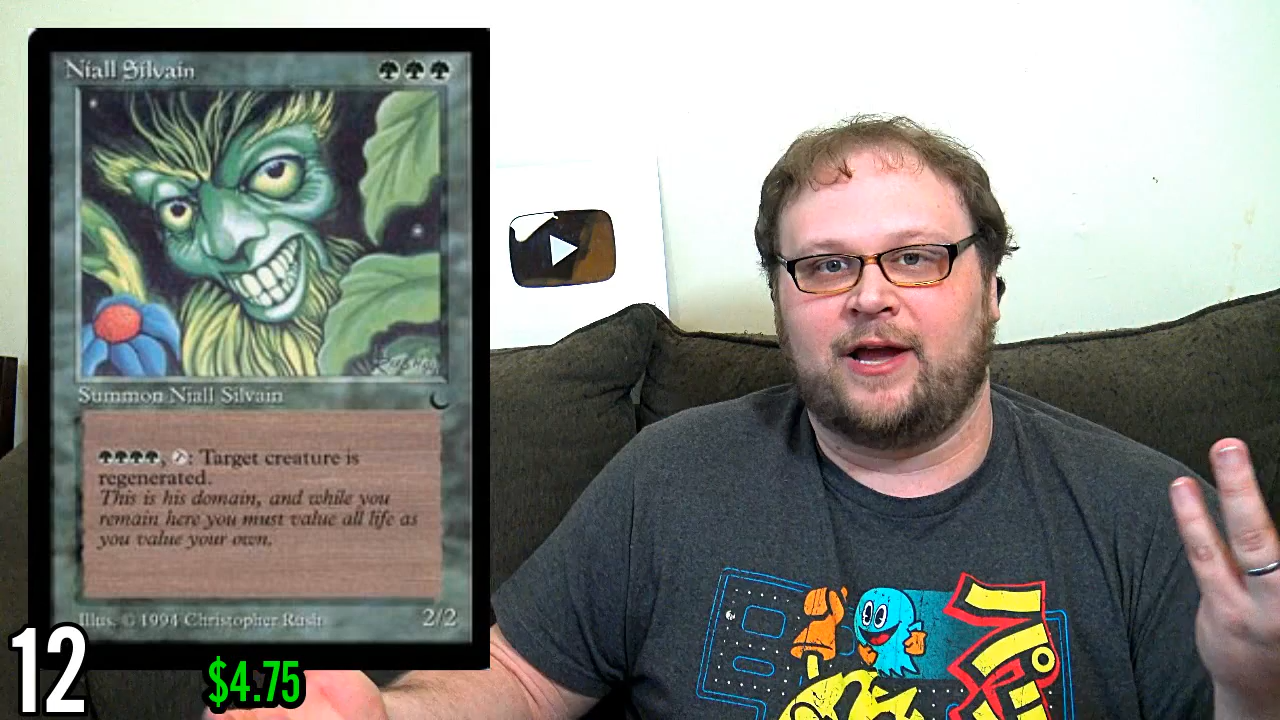 Niall Silvain
Summon Niall Silvain
: Target creature is
regenerated.
This is his domain, and while you
remain here you must value all life as
you value your own.
Illus. © 1994 Christopher Rush
2/2
12
$4.75